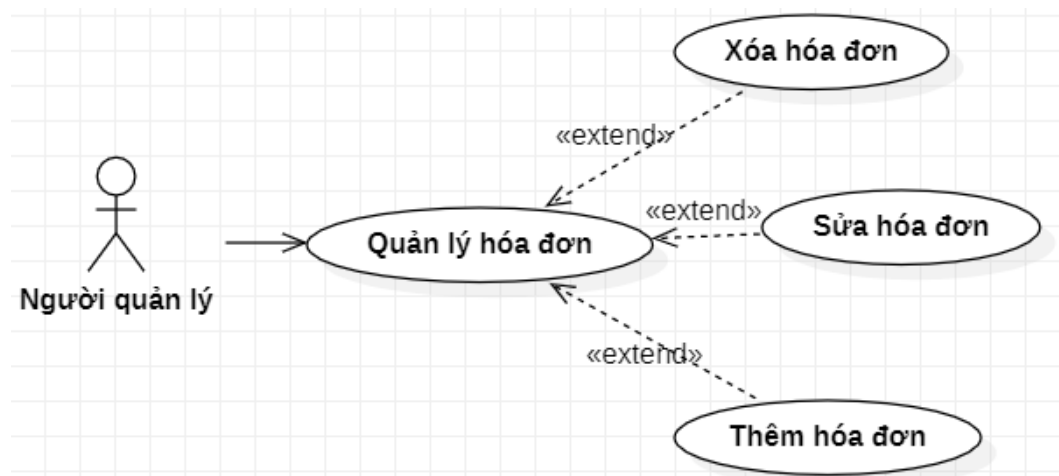 Xóa hóa đơn
«extend»
«extend»
Sửa hóa đơn
Quản lý hóa đơn
Người quản lý
«extend»
Thêm hóa đơn